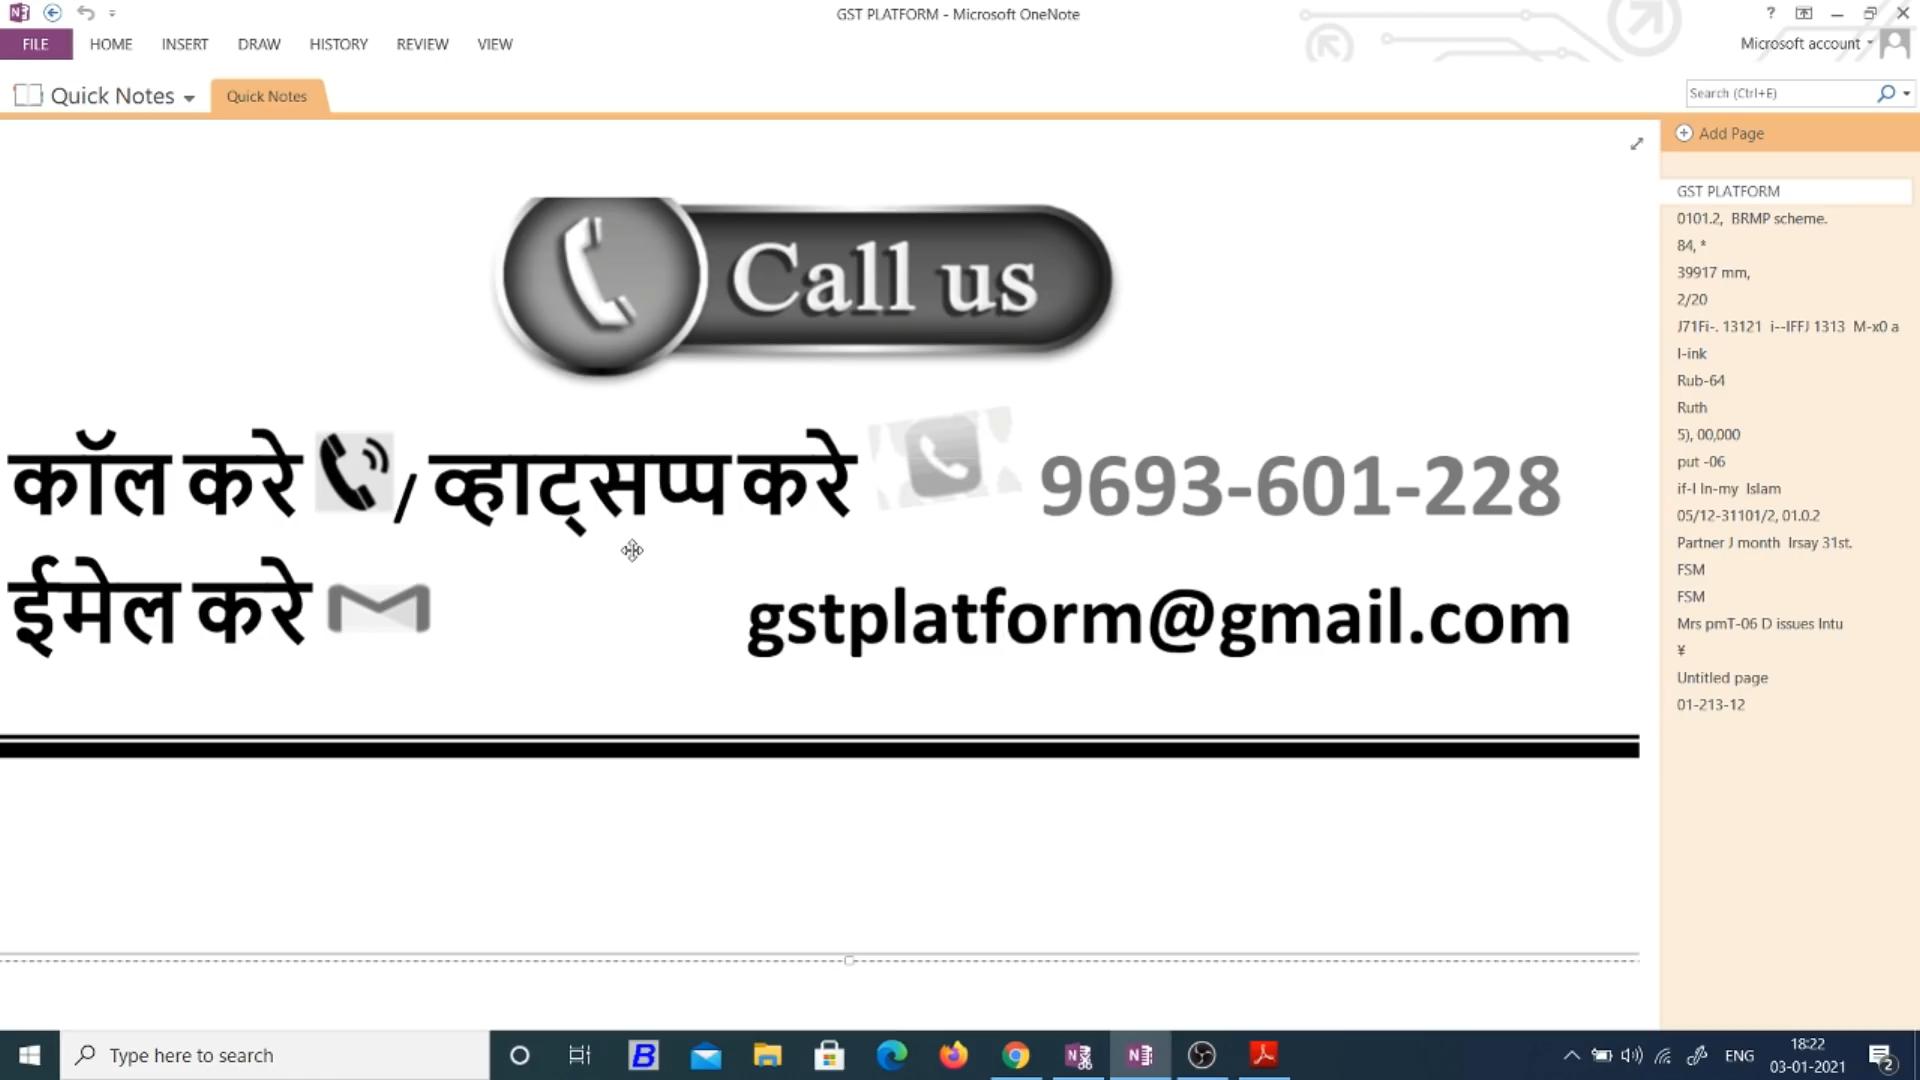 GST PLATFORM - Microsoft OneNote
?
FILE HOME INSERT DRAW HISTORY REVIEW VIEW
Microsoft account
Quick Notes
Quick Notes
Search (Ctrl+E)
Add Page
Call us
कॉल करे / व्हाट्सप्प करे 9693-601-228
ईमेल करे gstplatform@gmail.com
GST PLATFORM
0101.2, BRMP scheme.
84, *
39917 mm,
2/20
J71Fi-. 13121 i--IFFJ 1313 M-x0 a
I-ink
Rub-64
Ruth
5), 00,000
put -06
if-I In-my Islam
05/12-31101/2, 01.0.2
Partner J month Irsay 31st.
FSM
FSM
Mrs pmT-06 D issues Intu
¥
Untitled page
01-213-12
Type here to search
B
ENG
18:22
03-01-2021
2